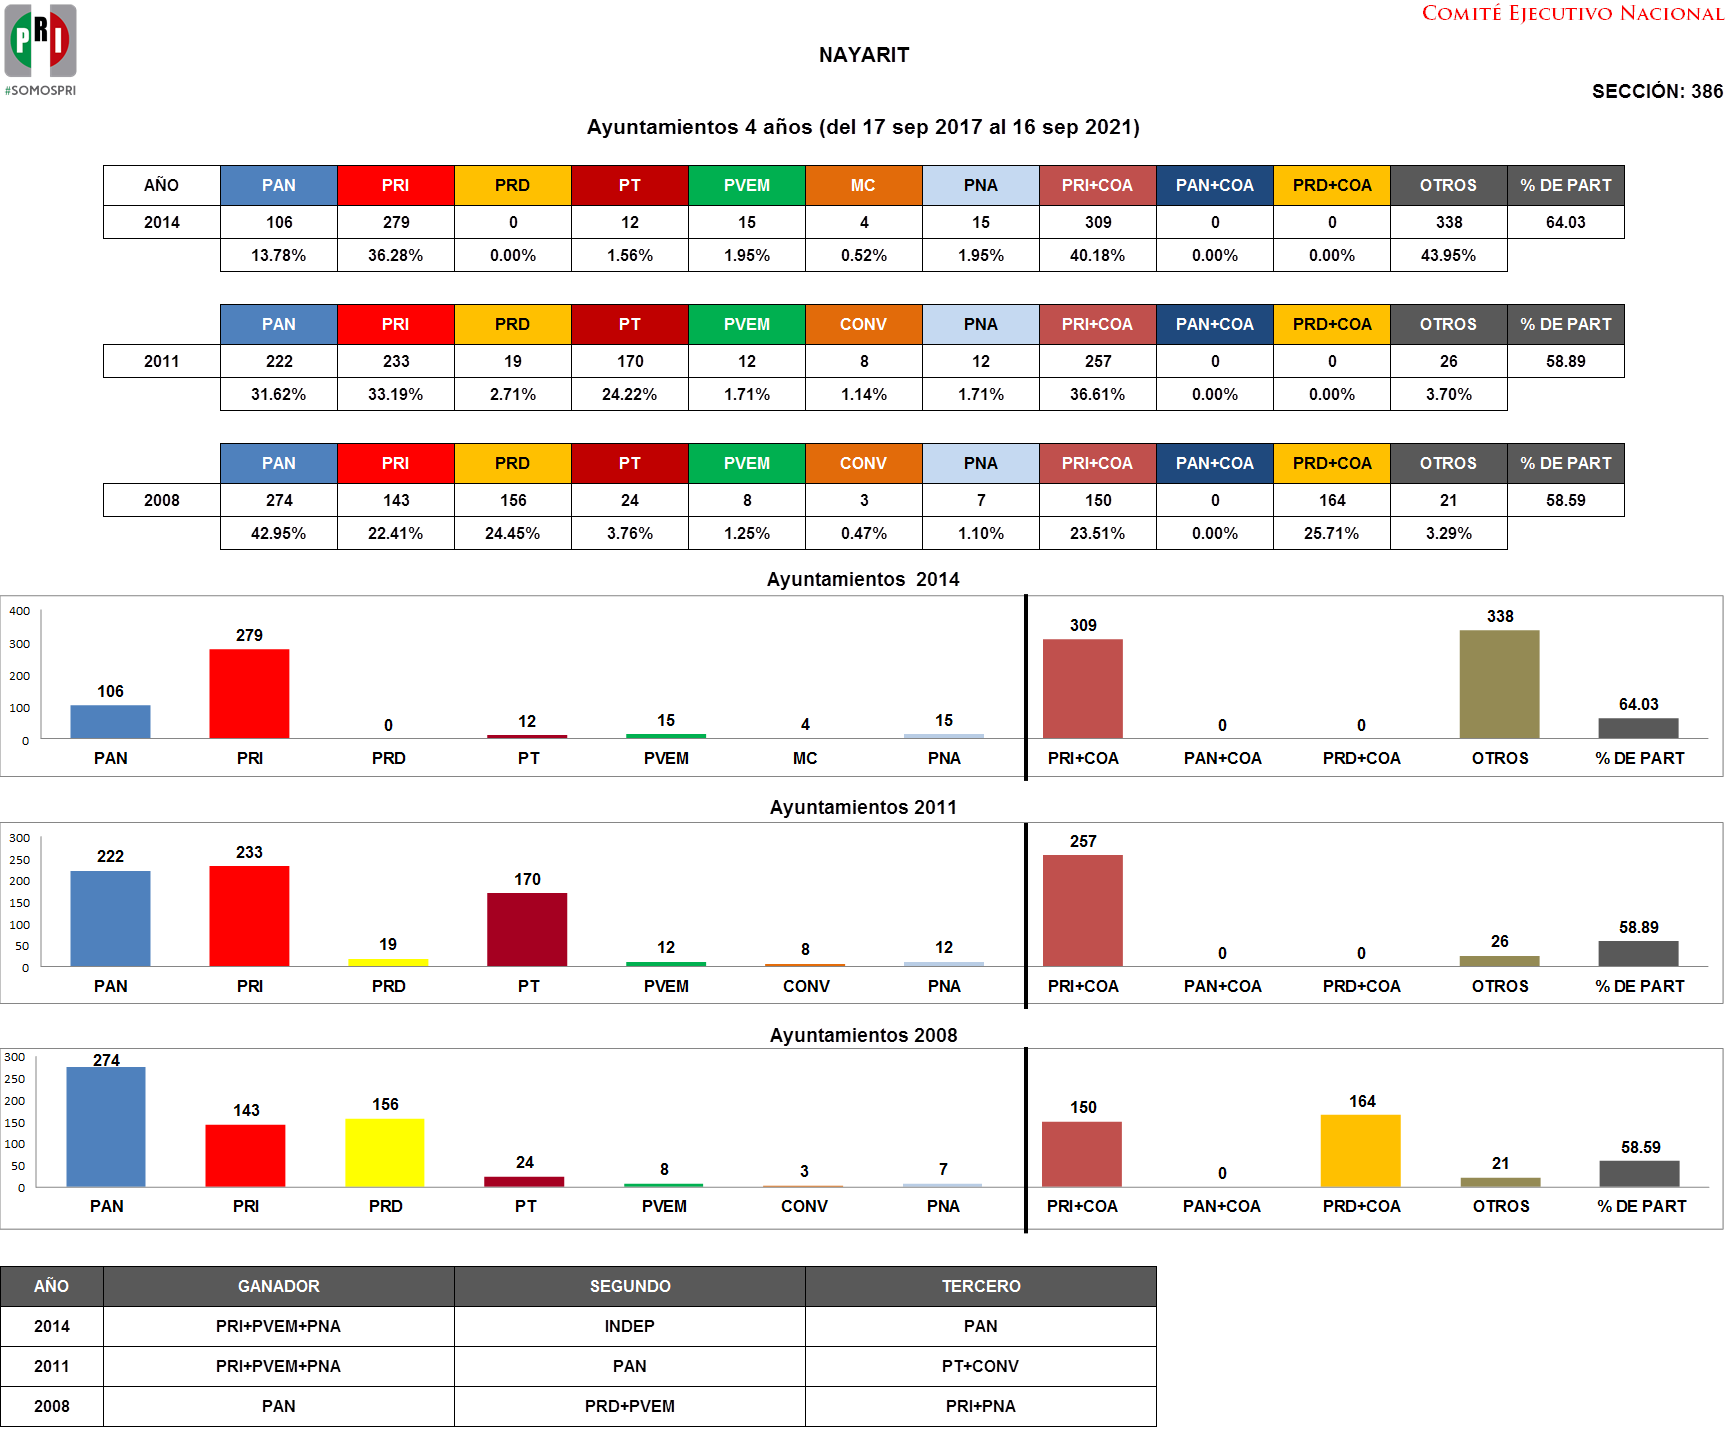 PRI
#SOMOSPRI
COMITÉ EJECUTIVO NACIONAL
NAYARIT
SECCIÓN: 386
Ayuntamientos 4 años (del 17 sep 2017 al 16 sep 2021)
AÑO PAN PRI PRD PT PVEM MC PNA PRI+COA PAN+COA PRD+COA OTROS % DE PART
2014 106 279 0 12 15 4 15 309 0 0 338 64.03
13.78% 36.28% 0.00% 1.56% 1.95% 0.52% 1.95% 40.18% 0.00% 0.00% 43.95%
PAN PRI PRD PT PVEM CONV PNA PRI+COA PAN+COA PRD+COA OTROS % DE PART
2011 222 233 19 170 12 8 12 257 0 0 26 58.89
31.62% 33.19% 2.71% 24.22% 1.71% 1.14% 1.71% 36.61% 0.00% 0.00% 3.70%
PAN PRI PRD PT PVEM CONV PNA PRI+COA PAN+COA PRD+COA OTROS % DE PART
2008 274 143 156 24 8 3 7 150 0 164 21 58.59
42.95% 22.41% 24.45% 3.76% 1.25% 0.47% 1.10% 23.51% 0.00% 25.71% 3.29%
Ayuntamientos 2014
400
300
200
100
0
106 279 0 12 15 4 15 309 0 0 338 64.03
PAN PRI PRD PT PVEM MC PNA PRI+COA PAN+COA PRD+COA OTROS % DE PART
Ayuntamientos 2011
300
250
200
150
100
50
0
222 233 19 170 12 8 12 257 0 0 26 58.89
PAN PRI PRD PT PVEM CONV PNA PRI+COA PAN+COA PRD+COA OTROS % DE PART
Ayuntamientos 2008
300
250
200
150
100
50
0
274 143 156 24 8 3 7 150 0 164 21 58.59
PAN PRI PRD PT PVEM CONV PNA PRI+COA PAN+COA PRD+COA OTROS % DE PART
AÑO GANADOR SEGUNDO TERCERO
2014 PRI+PVEM+PNA INDEP PAN
2011 PRI+PVEM+PNA PAN PT+CONV
2008 PAN PRD+PVEM PRI+PNA